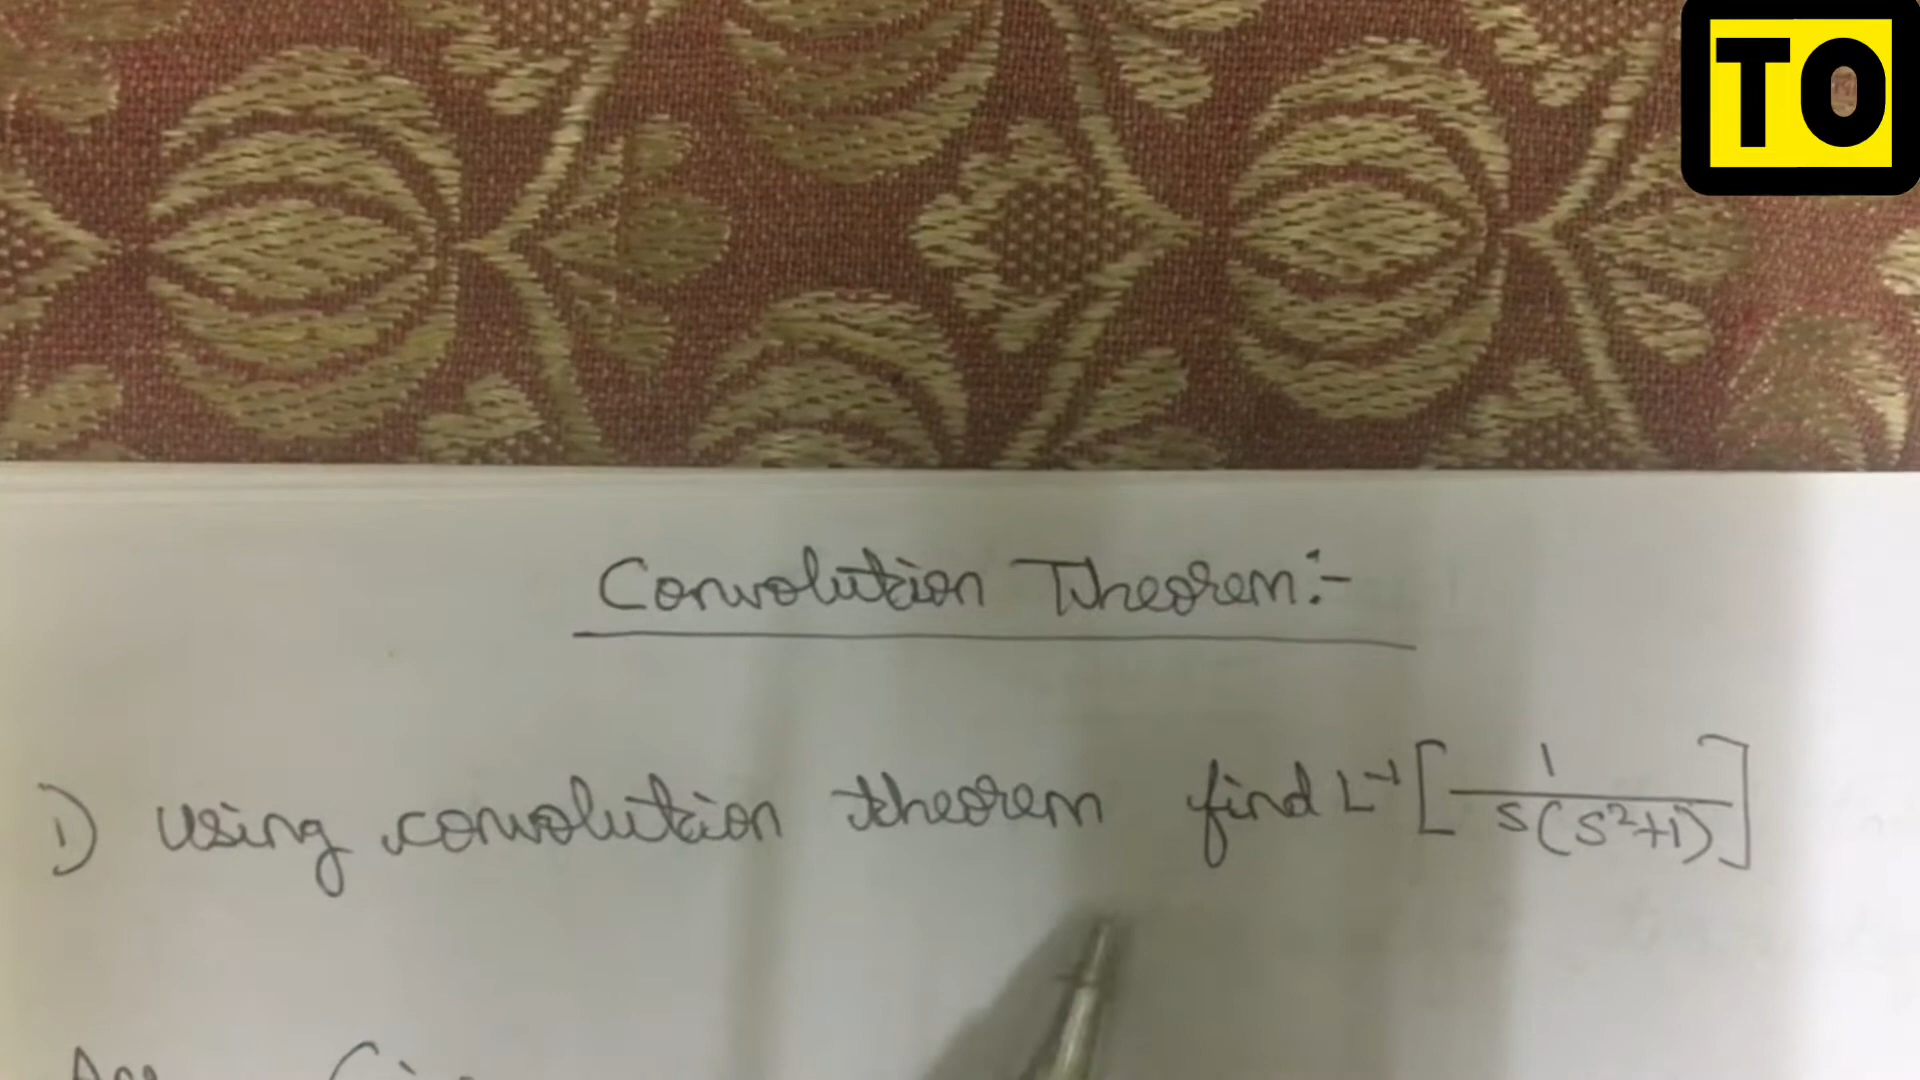 TO
Convolution Theorem:-
1) using convolution theorem find L⁻¹[1/s(s²+1)]